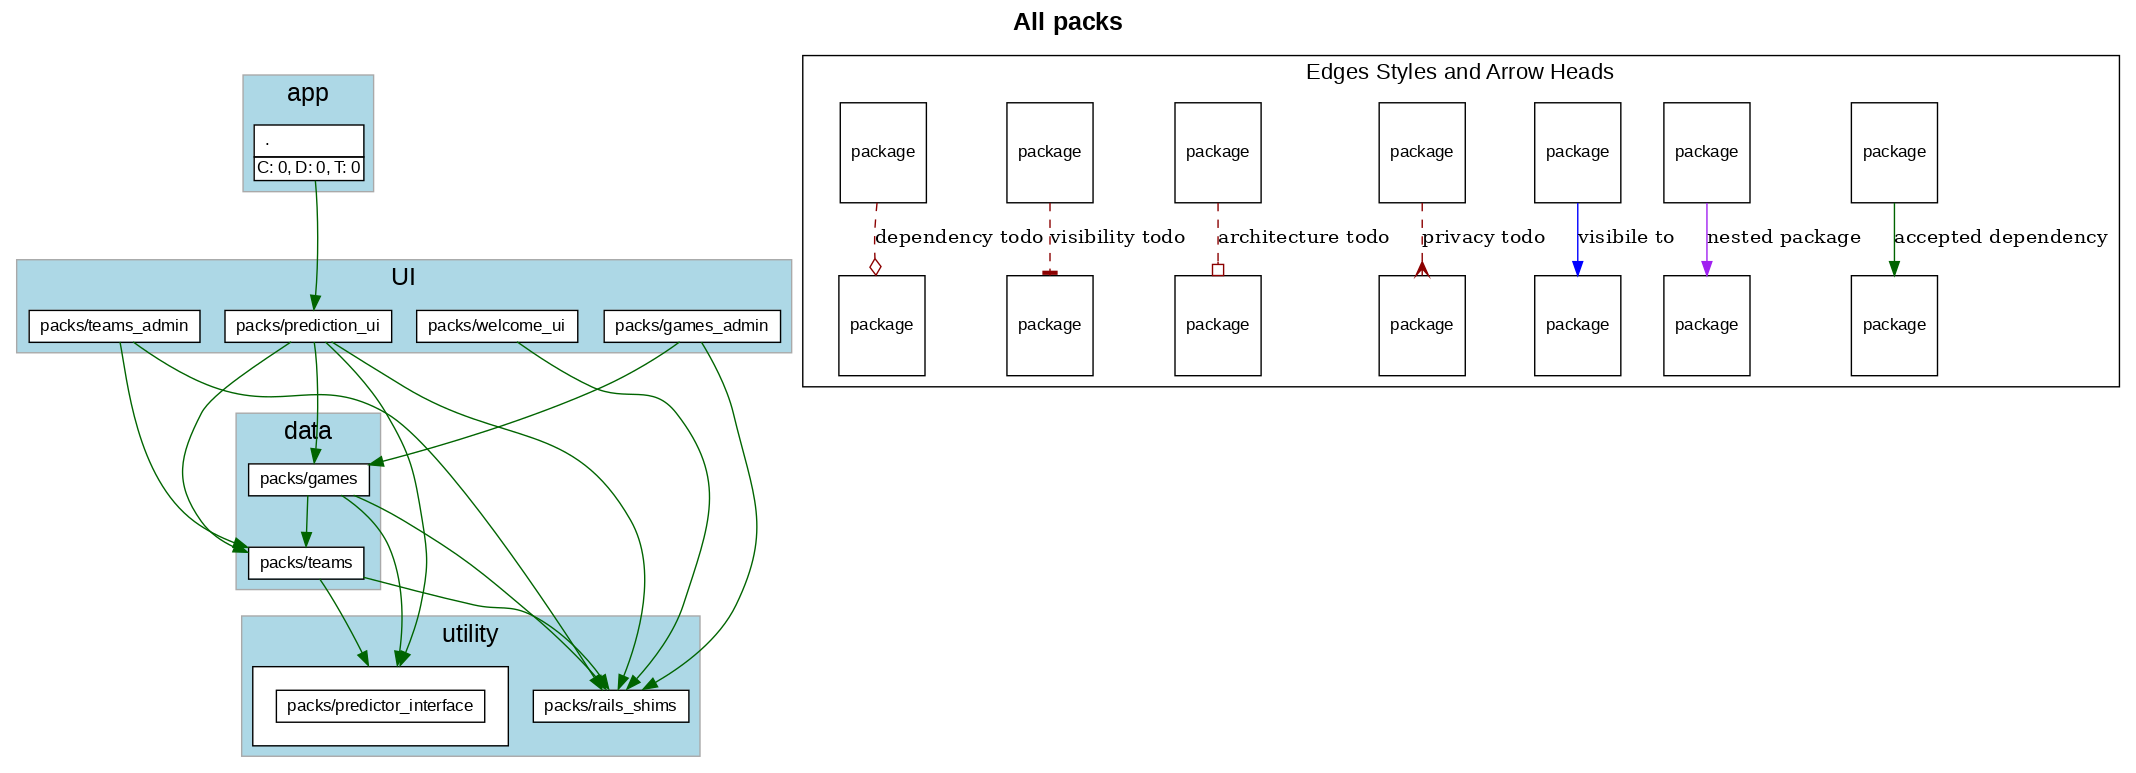 All packs
app
.
C: 0, D: 0, T: 0
UI
packs/teams_admin
packs/prediction_ui
packs/welcome_ui
packs/games_admin
data
packs/games
packs/teams
utility
packs/predictor_interface
packs/rails_shims
Edges Styles and Arrow Heads
package
package
package
package
package
package
package
dependency todo
visibility todo
architecture todo
privacy todo
visibile to
nested package
accepted dependency
package
package
package
package
package
package
package